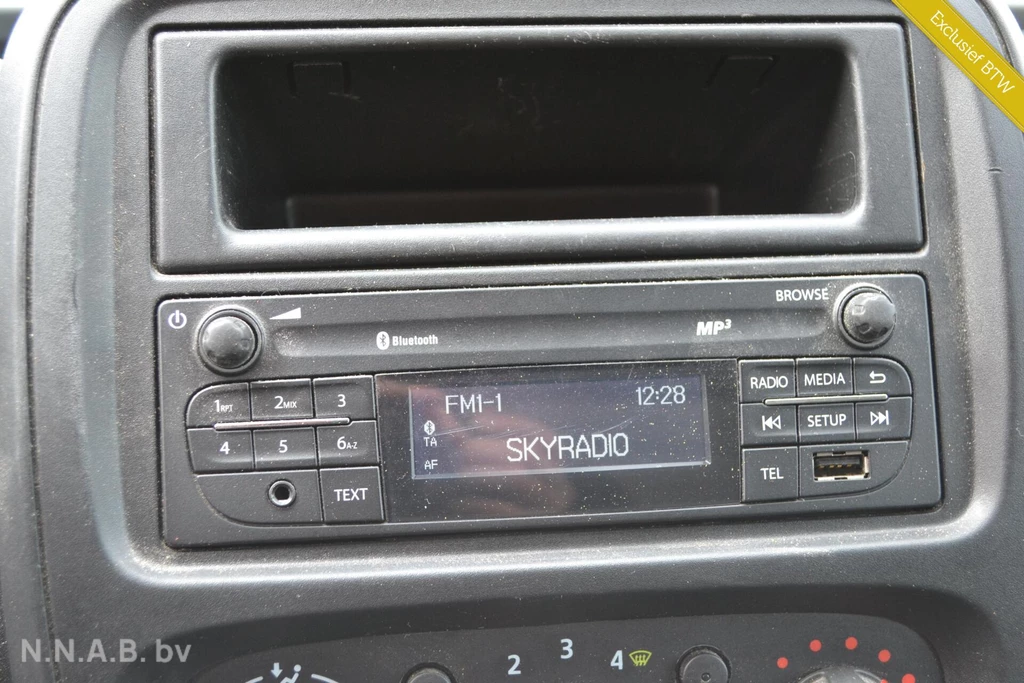 Exclusief BTW
BROWSE
Bluetooth
MP3
1RPT 2MIX 3
4 5 6A-Z
TEXT
FM1-1 12:28
TA
SKYRADIO
AF
RADIO MEDIA
SETUP
TEL
2 3 4
N.N.A.B. bv